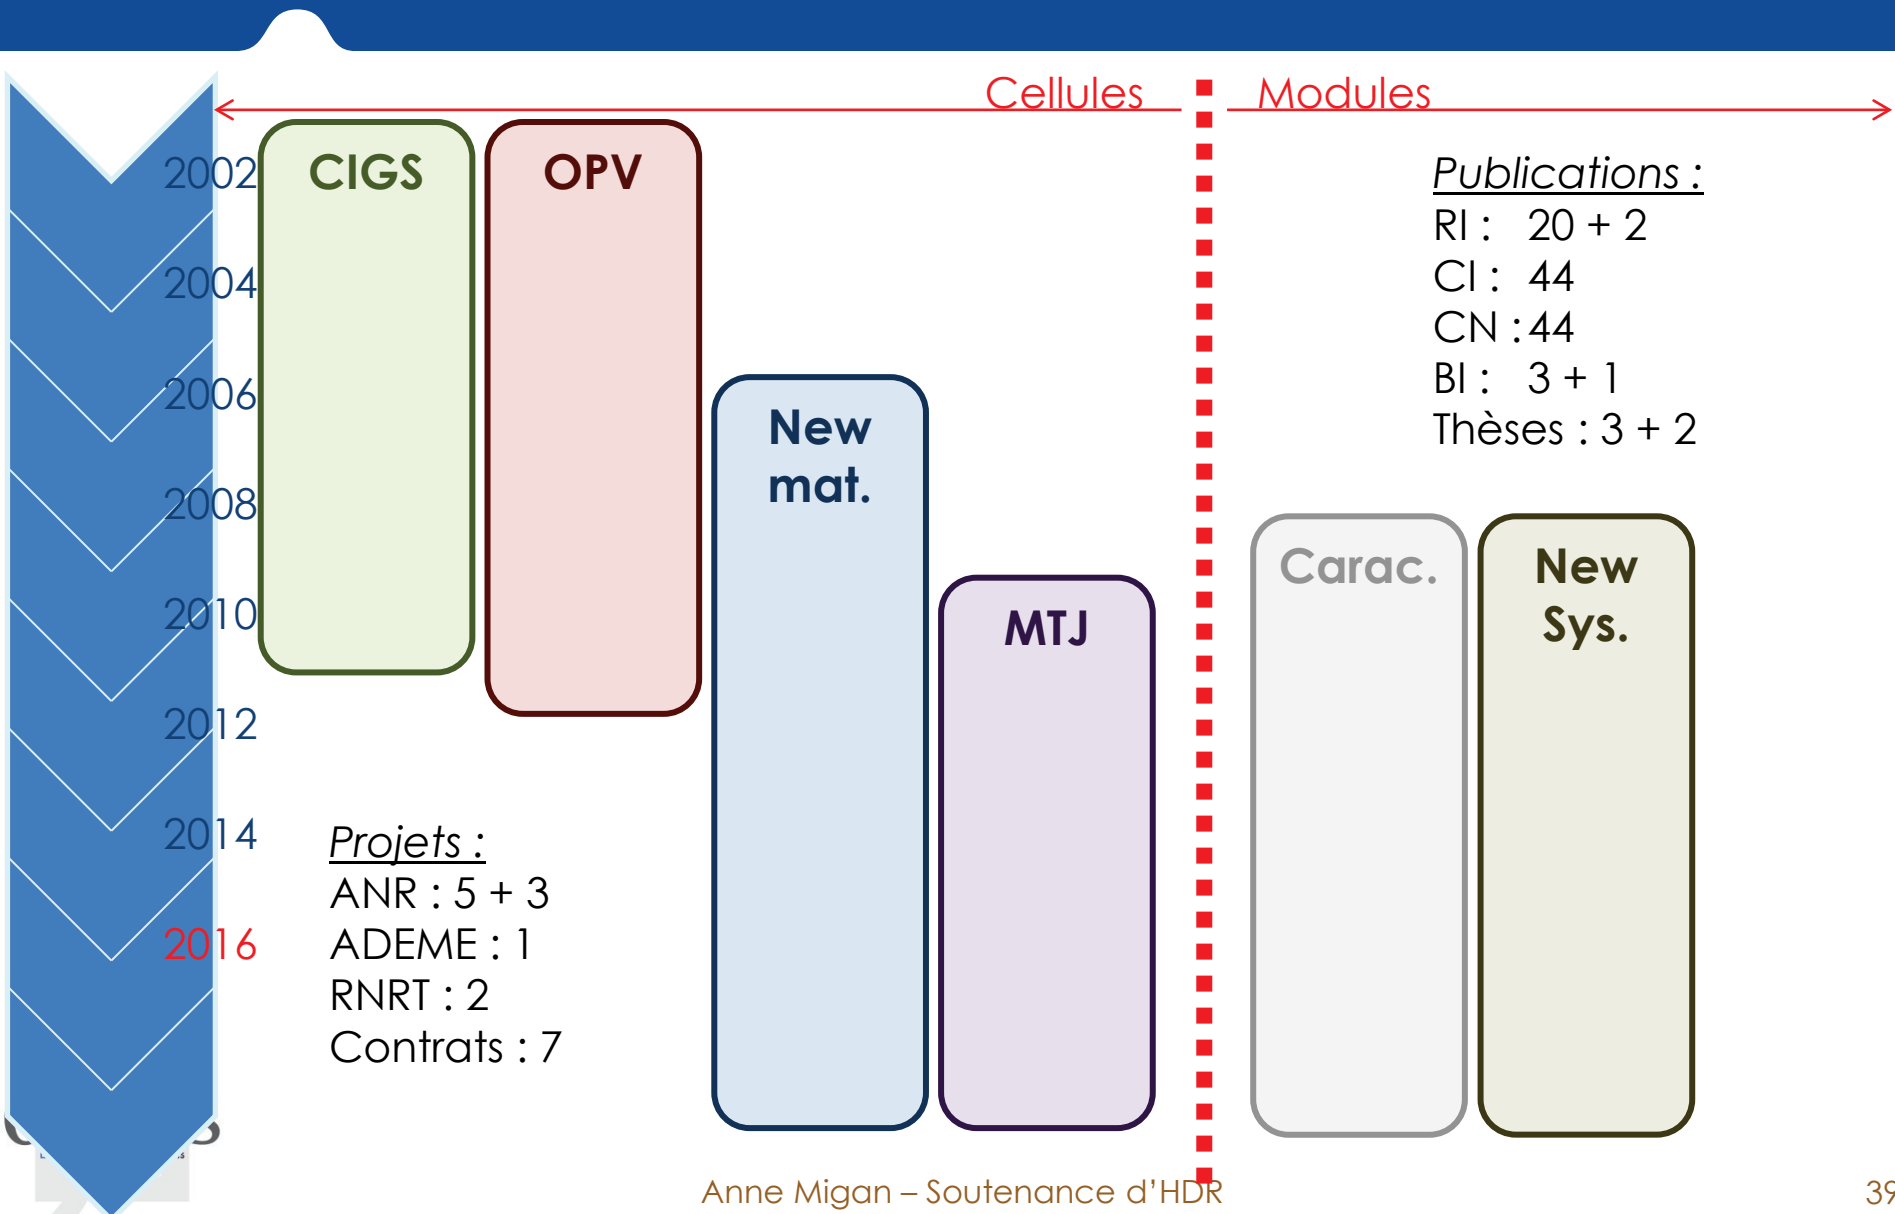 Cellules
Modules
2002
2004
2006
2008
2010
2012
2014
2016
CIGS
OPV
New
mat.
MTJ
Carac.
New
Sys.
Publications :
RI : 20 + 2
CI : 44
CN : 44
BI : 3 + 1
Thèses : 3 + 2
Projets :
ANR : 5 + 3
ADEME : 1
RNRT : 2
Contrats : 7
Anne Migan – Soutenance d'HDR
39